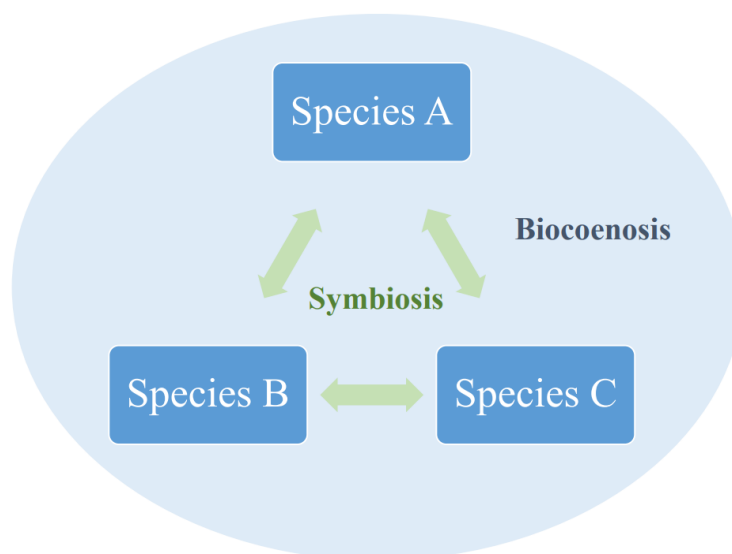 Species A
Biocoenosis
Symbiosis
Species B
Species C